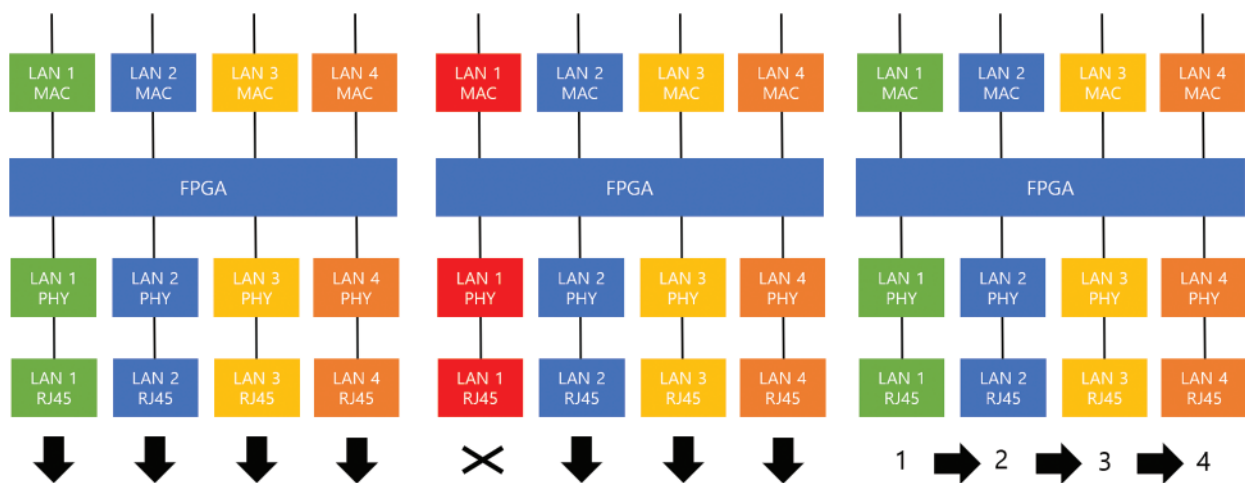 LAN 1
MAC
LAN 2
MAC
LAN 3
MAC
LAN 4
MAC
FPGA
LAN 1
PHY
LAN 2
PHY
LAN 3
PHY
LAN 4
PHY
LAN 1
RJ45
LAN 2
RJ45
LAN 3
RJ45
LAN 4
RJ45
LAN 1
MAC
LAN 2
MAC
LAN 3
MAC
LAN 4
MAC
FPGA
LAN 1
PHY
LAN 2
PHY
LAN 3
PHY
LAN 4
PHY
LAN 1
RJ45
LAN 2
RJ45
LAN 3
RJ45
LAN 4
RJ45
LAN 1
MAC
LAN 2
MAC
LAN 3
MAC
LAN 4
MAC
FPGA
LAN 1
PHY
LAN 2
PHY
LAN 3
PHY
LAN 4
PHY
LAN 1
RJ45
LAN 2
RJ45
LAN 3
RJ45
LAN 4
RJ45
1 2 3 4